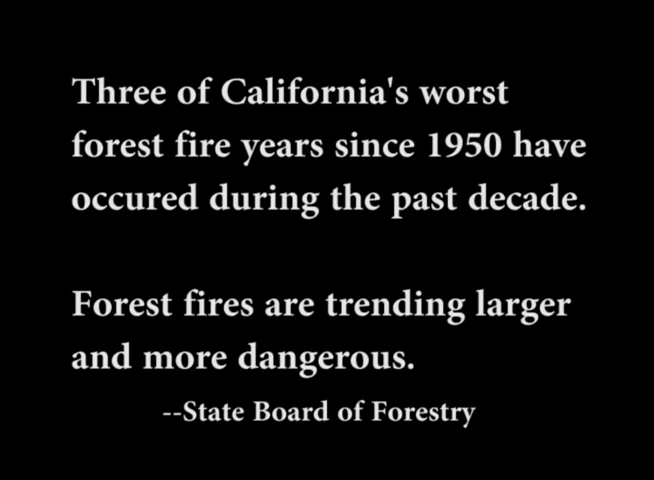 Three of California's worst
forest fire years since 1950 have
occured during the past decade.
Forest fires are trending larger
and more dangerous.
--State Board of Forestry